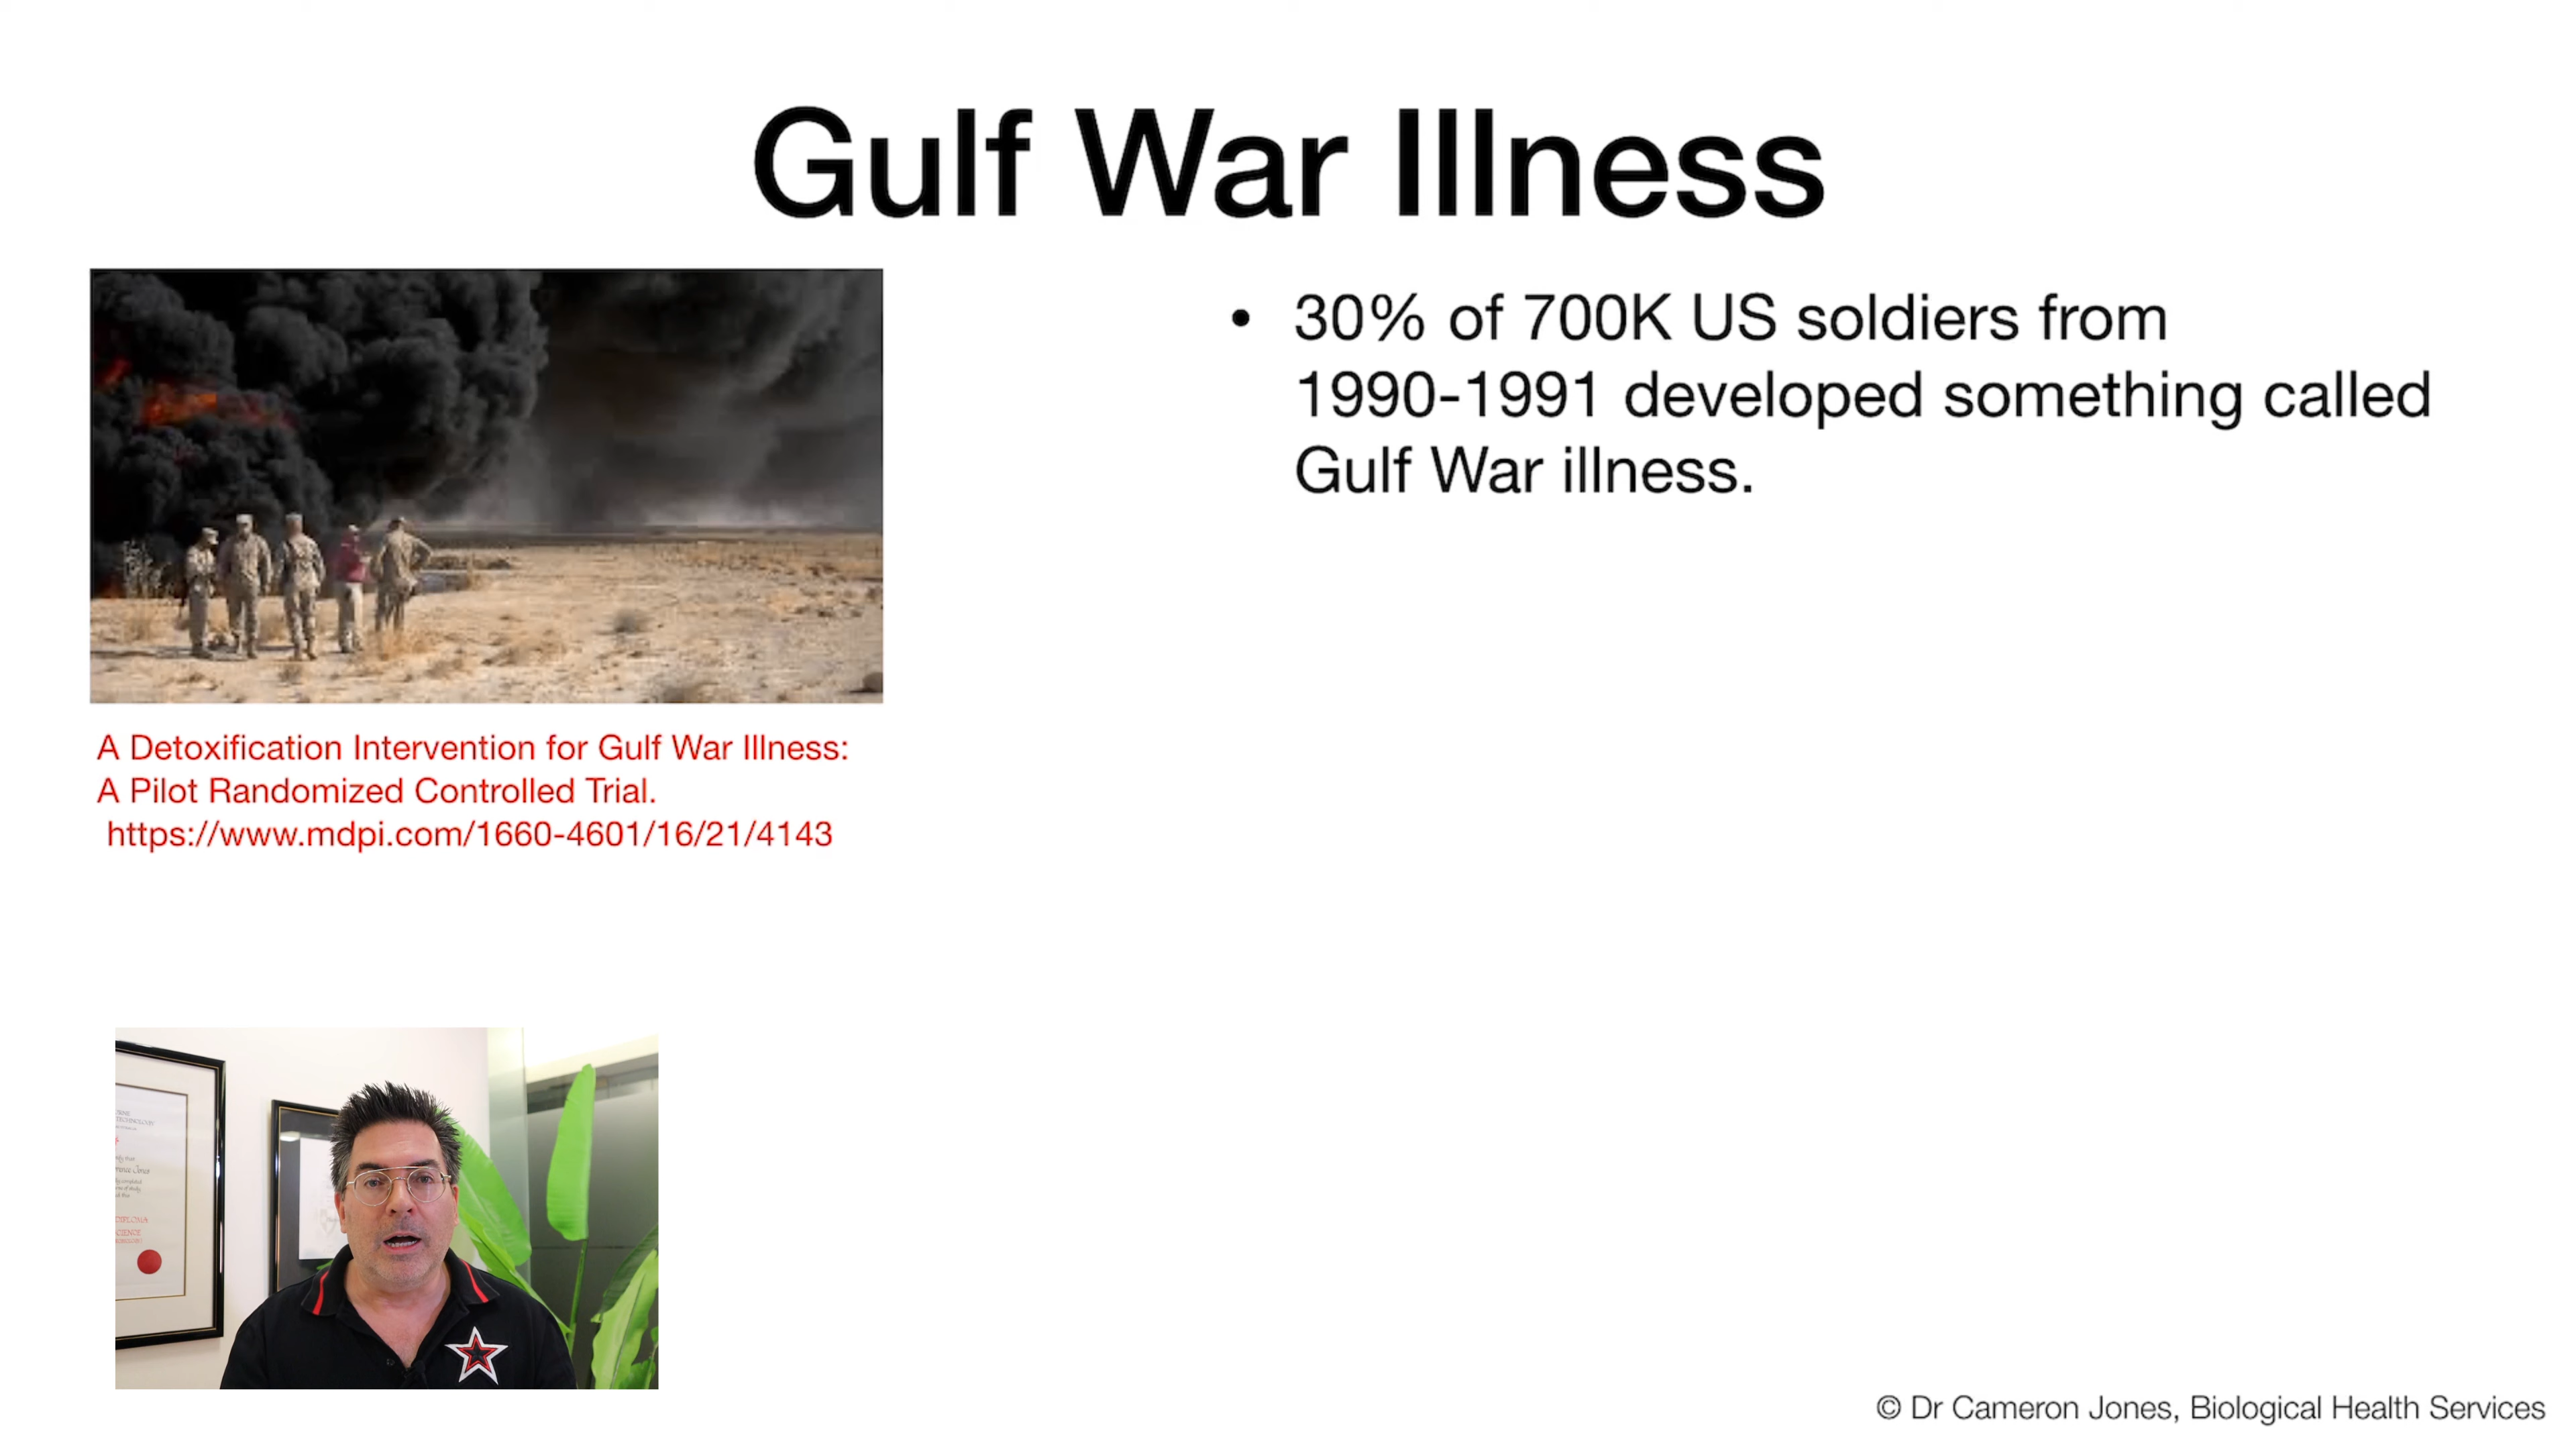 Gulf War Illness
• 30% of 700K US soldiers from
1990-1991 developed something called
Gulf War illness.
A Detoxification Intervention for Gulf War Illness:
A Pilot Randomized Controlled Trial.
https://www.mdpi.com/1660-4601/16/21/4143
DIPLOMA
SCIENCE
© Dr Cameron Jones, Biological Health Services